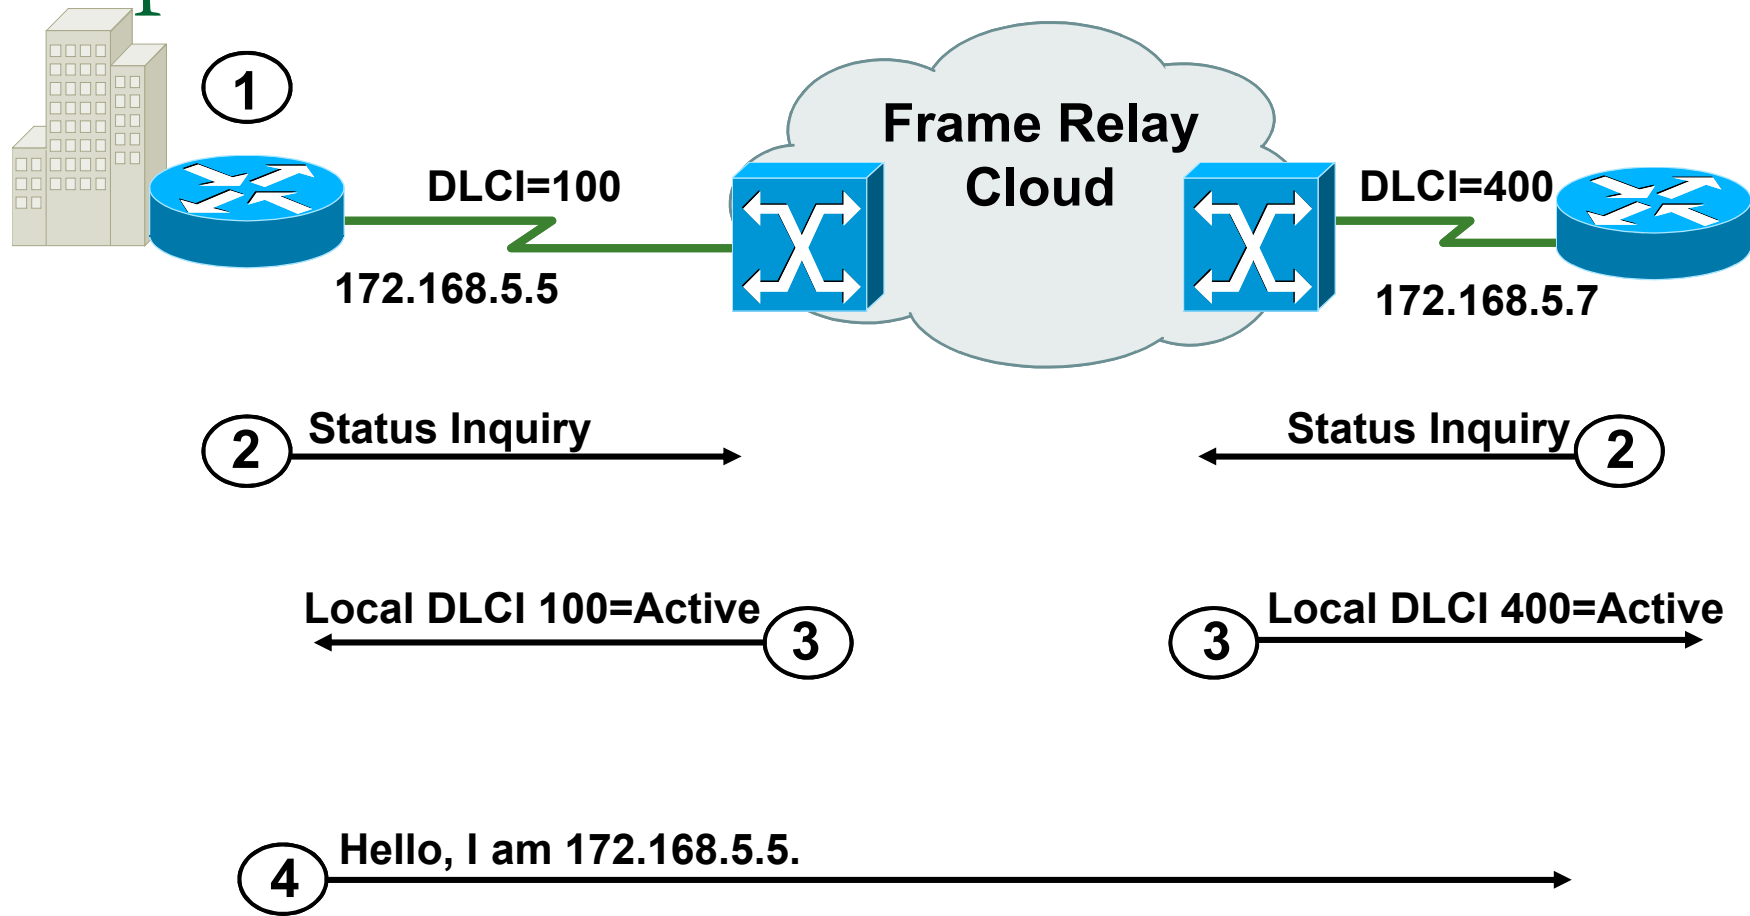 1
Frame Relay
Cloud
DLCI=100
DLCI=400
172.168.5.5
172.168.5.7
2
Status Inquiry
Status Inquiry
2
Local DLCI 100=Active
3
3
Local DLCI 400=Active
4
Hello, I am 172.168.5.5.